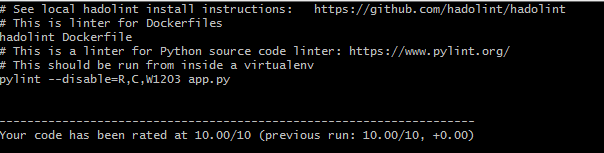 # See local hadolint install instructions:   https://github.com/hadolint/hadolint
# This is linter for Dockerfiles
hadolint Dockerfile
# This is a linter for Python source code linter: https://www.pylint.org/
# This should be run from inside a virtualenv
pylint --disable=R,C,W1203 app.py
--------------------------------------------------------------------
Your code has been rated at 10.00/10 (previous run: 10.00/10, +0.00)